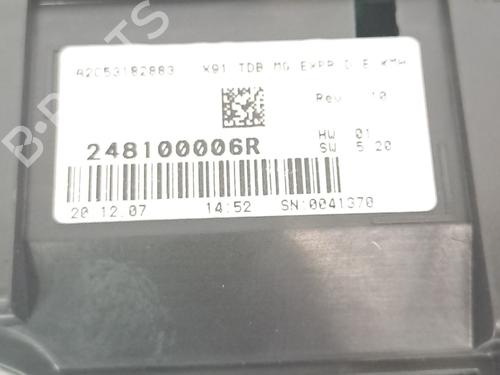 A2C53182883 X91 TDB MG EXPR D E KMH
Rev. 10
248100006R
HW 01
SW 5.20
20.12.07 14:52 SN:0041370